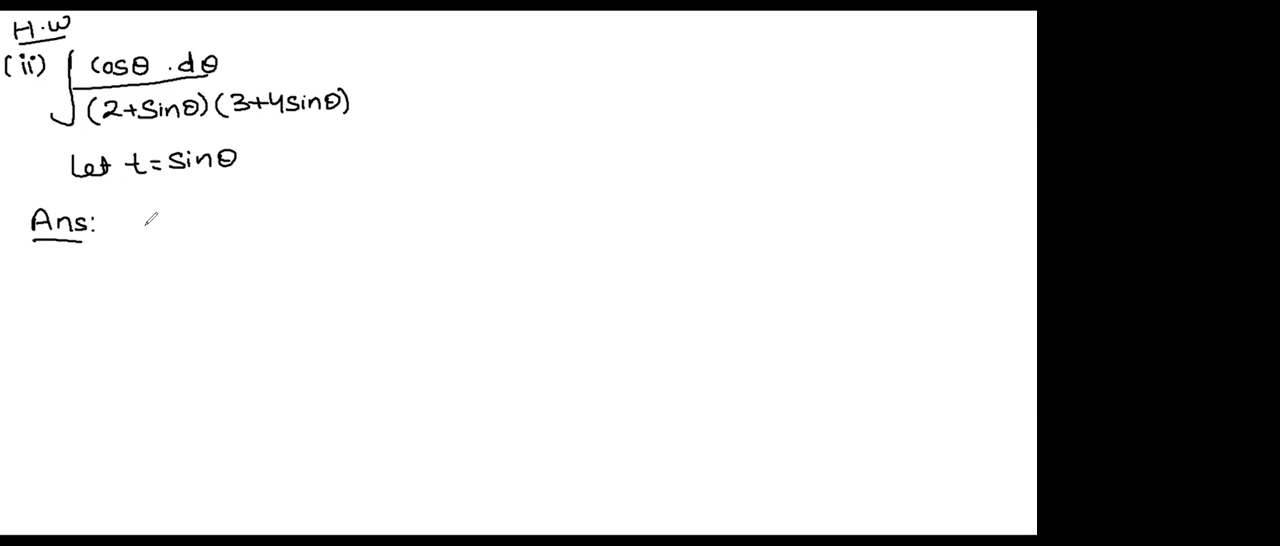 H.W
(ii) ∫ cosθ . dθ
(2+sinθ)(3+4sinθ)
Let t = sinθ
Ans: